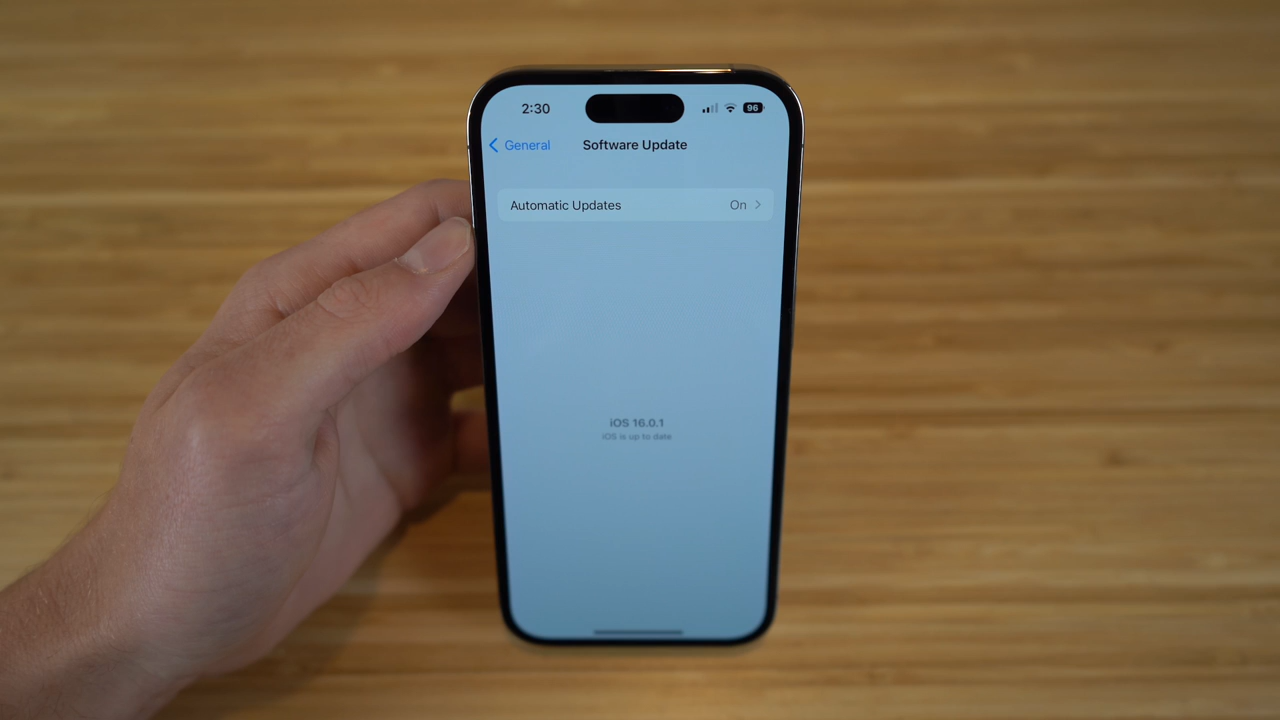 2:30 96
General Software Update
Automatic Updates On
iOS 16.0.1
iOS is up to date